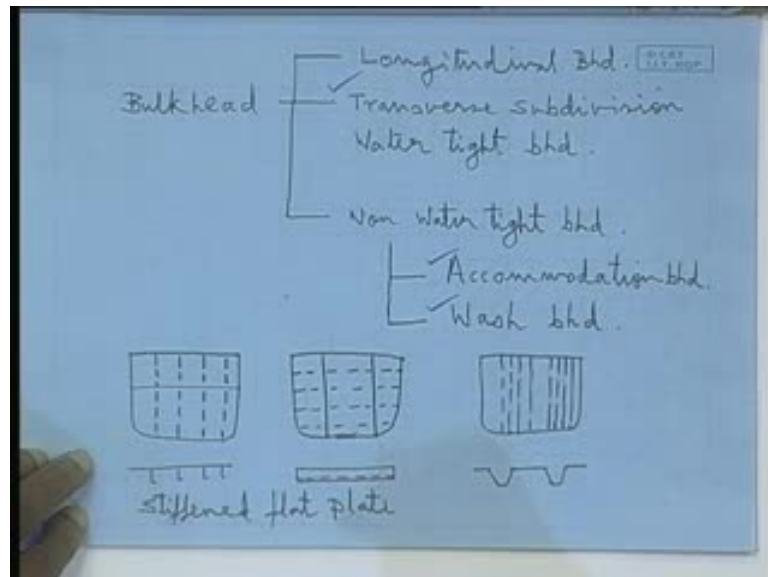 Longitudinal Bhd.
Bulkhead
Transverse subdivision
Water tight bhd.
Non Water tight bhd.
Accommodation bhd.
Wash bhd.
Stiffened flat plate